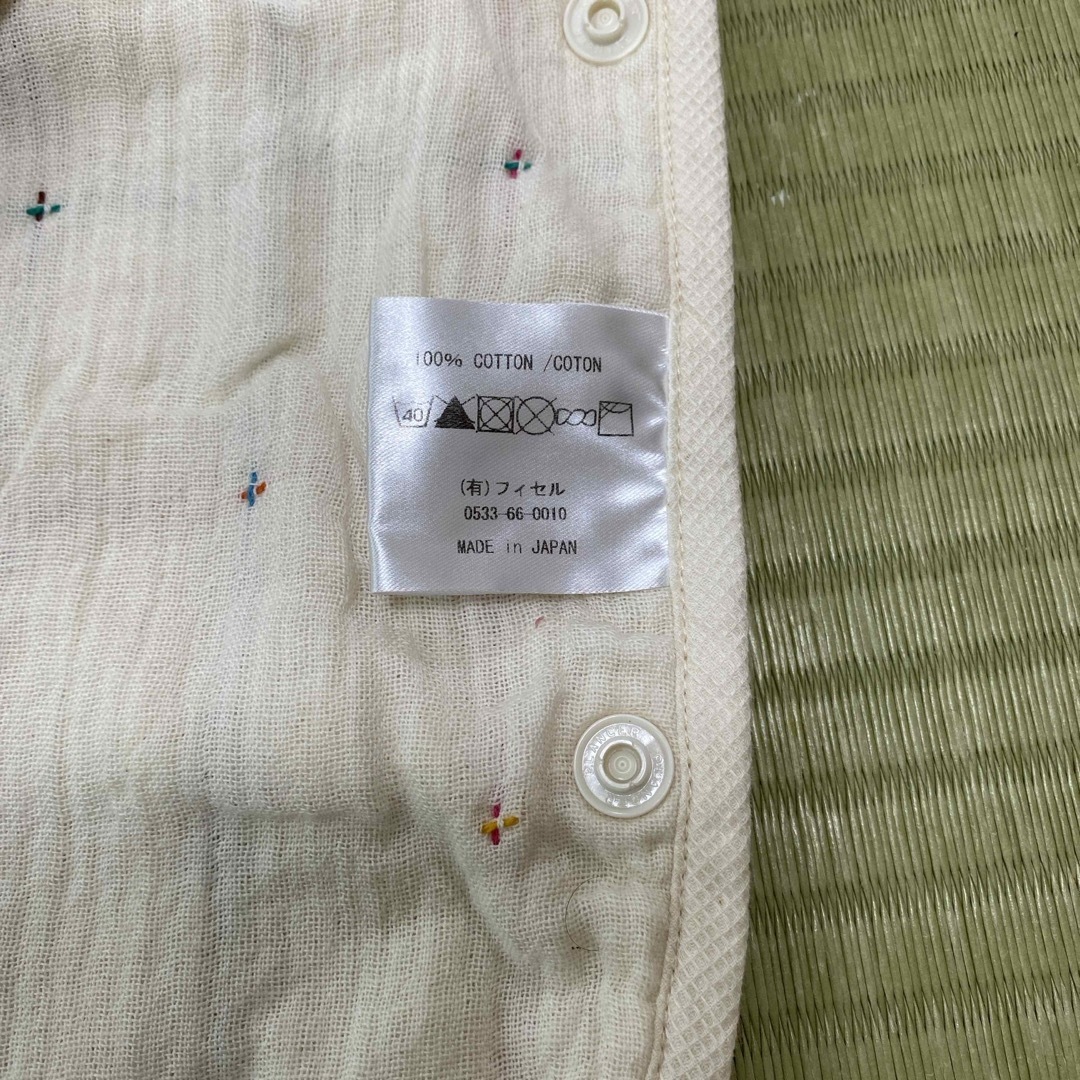 100% COTTON /COTON
40
(有)フィセル
0533-66-0010
MADE in JAPAN